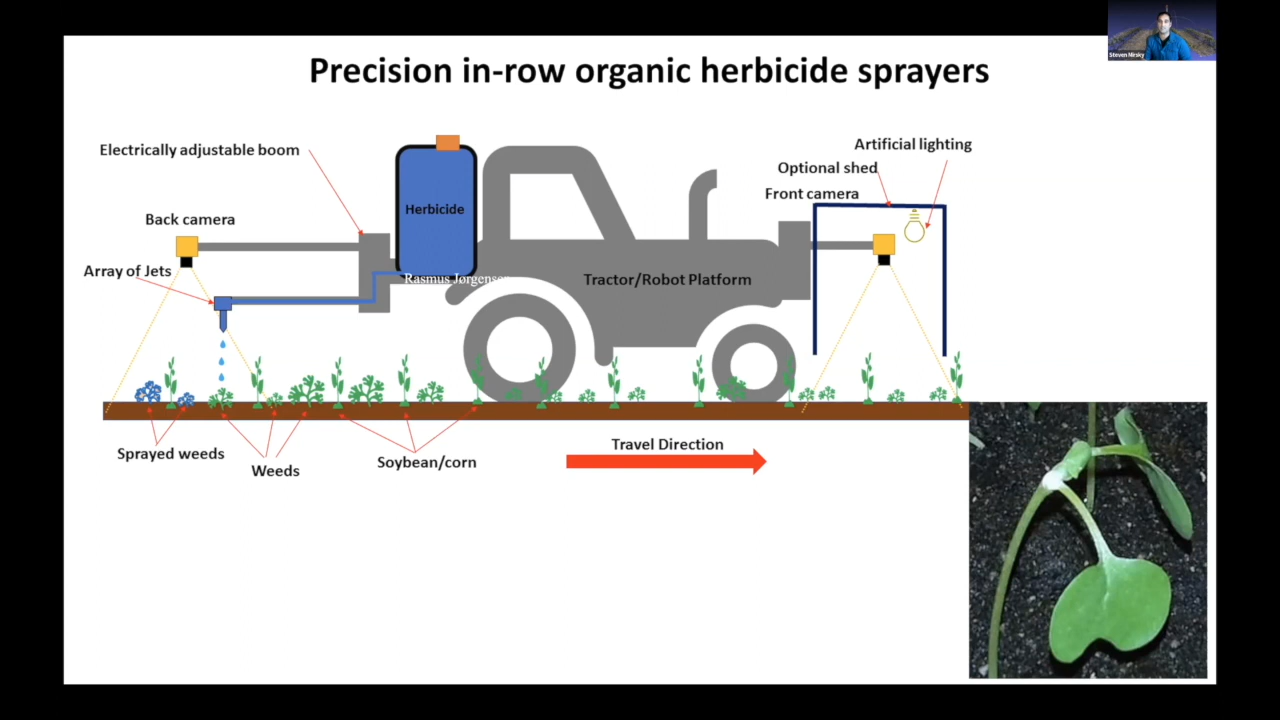 Steven Mirsky
Precision in-row organic herbicide sprayers
Electrically adjustable boom
Artificial lighting
Optional shed
Front camera
Herbicide
Back camera
Array of Jets
Rasmus Jørgensen
Tractor/Robot Platform
Sprayed weeds
Weeds
Soybean/corn
Travel Direction